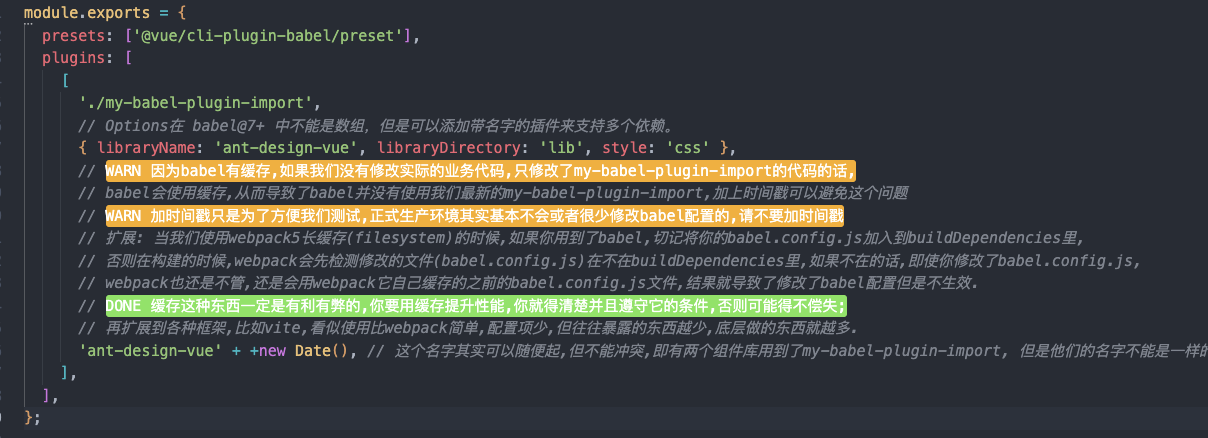 module.exports = {
presets: ['@vue/cli-plugin-babel/preset'],
plugins: [
[
'./my-babel-plugin-import',
// Options在 babel@7+ 中不能是数组，但是可以添加带名字的插件来支持多个依赖。
{ libraryName: 'ant-design-vue', libraryDirectory: 'lib', style: 'css' },
// WARN 因为babel有缓存,如果我们没有修改实际的业务代码,只修改了my-babel-plugin-import的代码的话,
// babel会使用缓存,从而导致了babel并没有使用我们最新的my-babel-plugin-import,加上时间戳可以避免这个问题
// WARN 加时间戳只是为了方便我们测试,正式生产环境其实基本不会或者很少修改babel配置的,请不要加时间戳
// 扩展: 当我们使用webpack5长缓存(filesystem)的时候,如果你用到了babel,切记将你的babel.config.js加入到buildDependencies里,
// 否则在构建的时候,webpack会先检测修改的文件(babel.config.js)在不在buildDependencies里,如果不在的话,即使你修改了babel.config.js,
// webpack也还是不管,还是会用webpack它自己缓存的之前的babel.config.js文件,结果就导致了修改了babel配置但是不生效.
// DONE 缓存这种东西一定是有利有弊的,你要用缓存提升性能,你就得清楚并且遵守它的条件,否则可能得不偿失;
// 再扩展到各种框架,比如vite,看似使用比webpack简单,配置项少,但往往暴露的东西越少,底层做的东西就越多.
'ant-design-vue' + +new Date(), // 这个名字其实可以随便起,但不能冲突,即有两个组件库用到了my-babel-plugin-import, 但是他们的名字不能是一样的
],
],
};